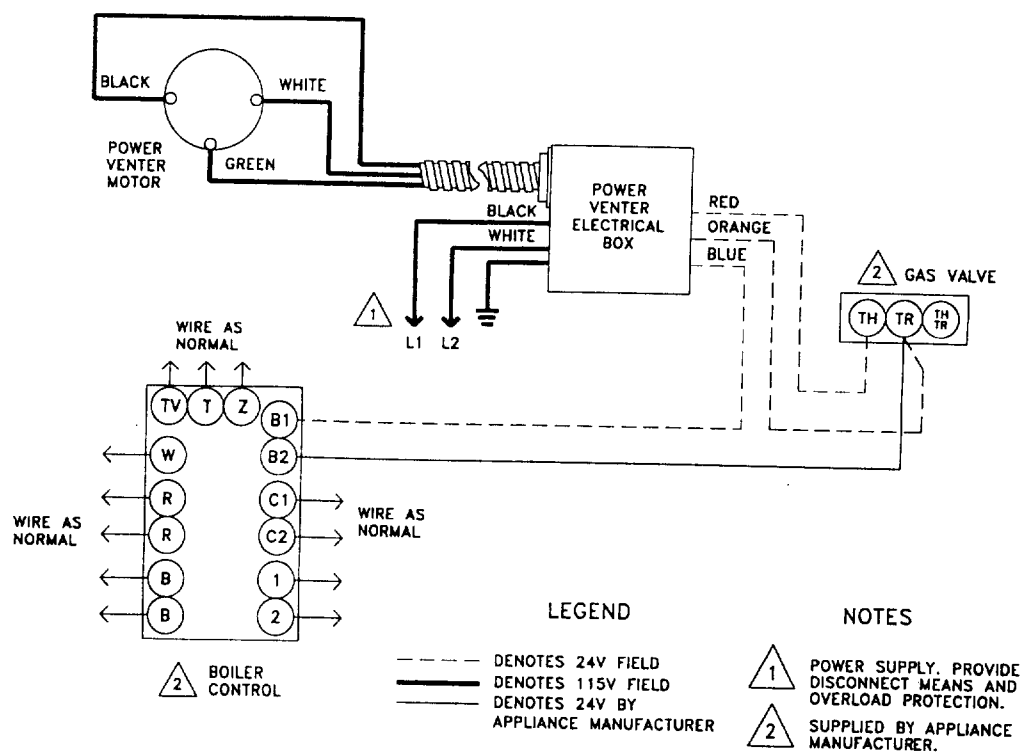 BLACK
WHITE
POWER
VENTER
MOTOR
GREEN
POWER
VENTER
ELECTRICAL
BOX
RED
ORANGE
BLUE
BLACK
WHITE
2 GAS VALVE
TH TR TH
TR
1
L1 L2
WIRE AS
NORMAL
TV T Z
B1
W
B2
R
C1
R
C2
B
1
B
2
WIRE AS
NORMAL
WIRE AS
NORMAL
2 BOILER
CONTROL
LEGEND
DENOTES 24V FIELD
DENOTES 115V FIELD
DENOTES 24V BY
APPLIANCE MANUFACTURER
NOTES
1 POWER SUPPLY. PROVIDE
DISCONNECT MEANS AND
OVERLOAD PROTECTION.
2 SUPPLIED BY APPLIANCE
MANUFACTURER.